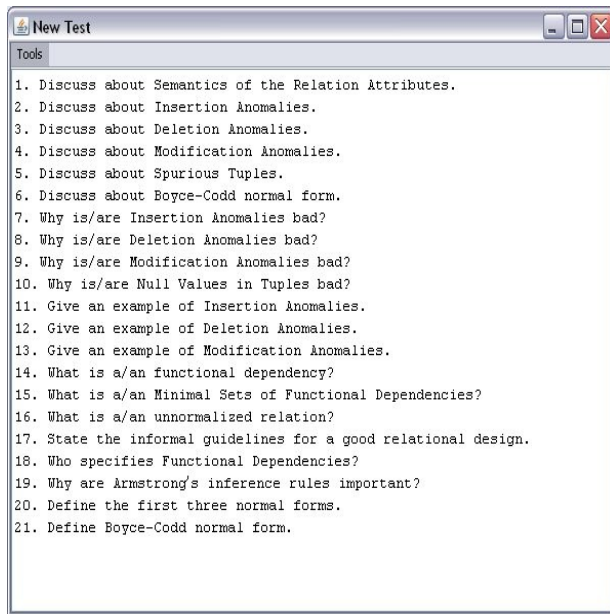 New Test
Tools
1. Discuss about Semantics of the Relation Attributes.
2. Discuss about Insertion Anomalies.
3. Discuss about Deletion Anomalies.
4. Discuss about Modification Anomalies.
5. Discuss about Spurious Tuples.
6. Discuss about Boyce-Codd normal form.
7. Why is/are Insertion Anomalies bad?
8. Why is/are Deletion Anomalies bad?
9. Why is/are Modification Anomalies bad?
10. Why is/are Null Values in Tuples bad?
11. Give an example of Insertion Anomalies.
12. Give an example of Deletion Anomalies.
13. Give an example of Modification Anomalies.
14. What is a/an functional dependency?
15. What is a/an Minimal Sets of Functional Dependencies?
16. What is a/an unnormalized relation?
17. State the informal guidelines for a good relational design.
18. Who specifies Functional Dependencies?
19. Why are Armstrong's inference rules important?
20. Define the first three normal forms.
21. Define Boyce-Codd normal form.